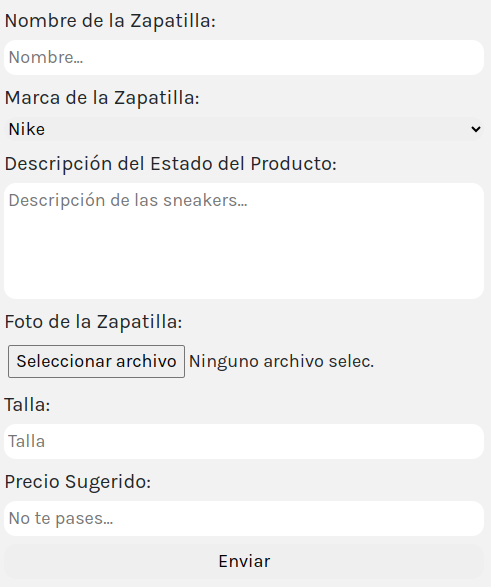 Nombre de la Zapatilla:
Nombre...
Marca de la Zapatilla:
Nike
Descripción del Estado del Producto:
Descripción de las sneakers...
Foto de la Zapatilla:
Seleccionar archivo Ninguno archivo selec.
Talla:
Talla
Precio Sugerido:
No te pases...
Enviar